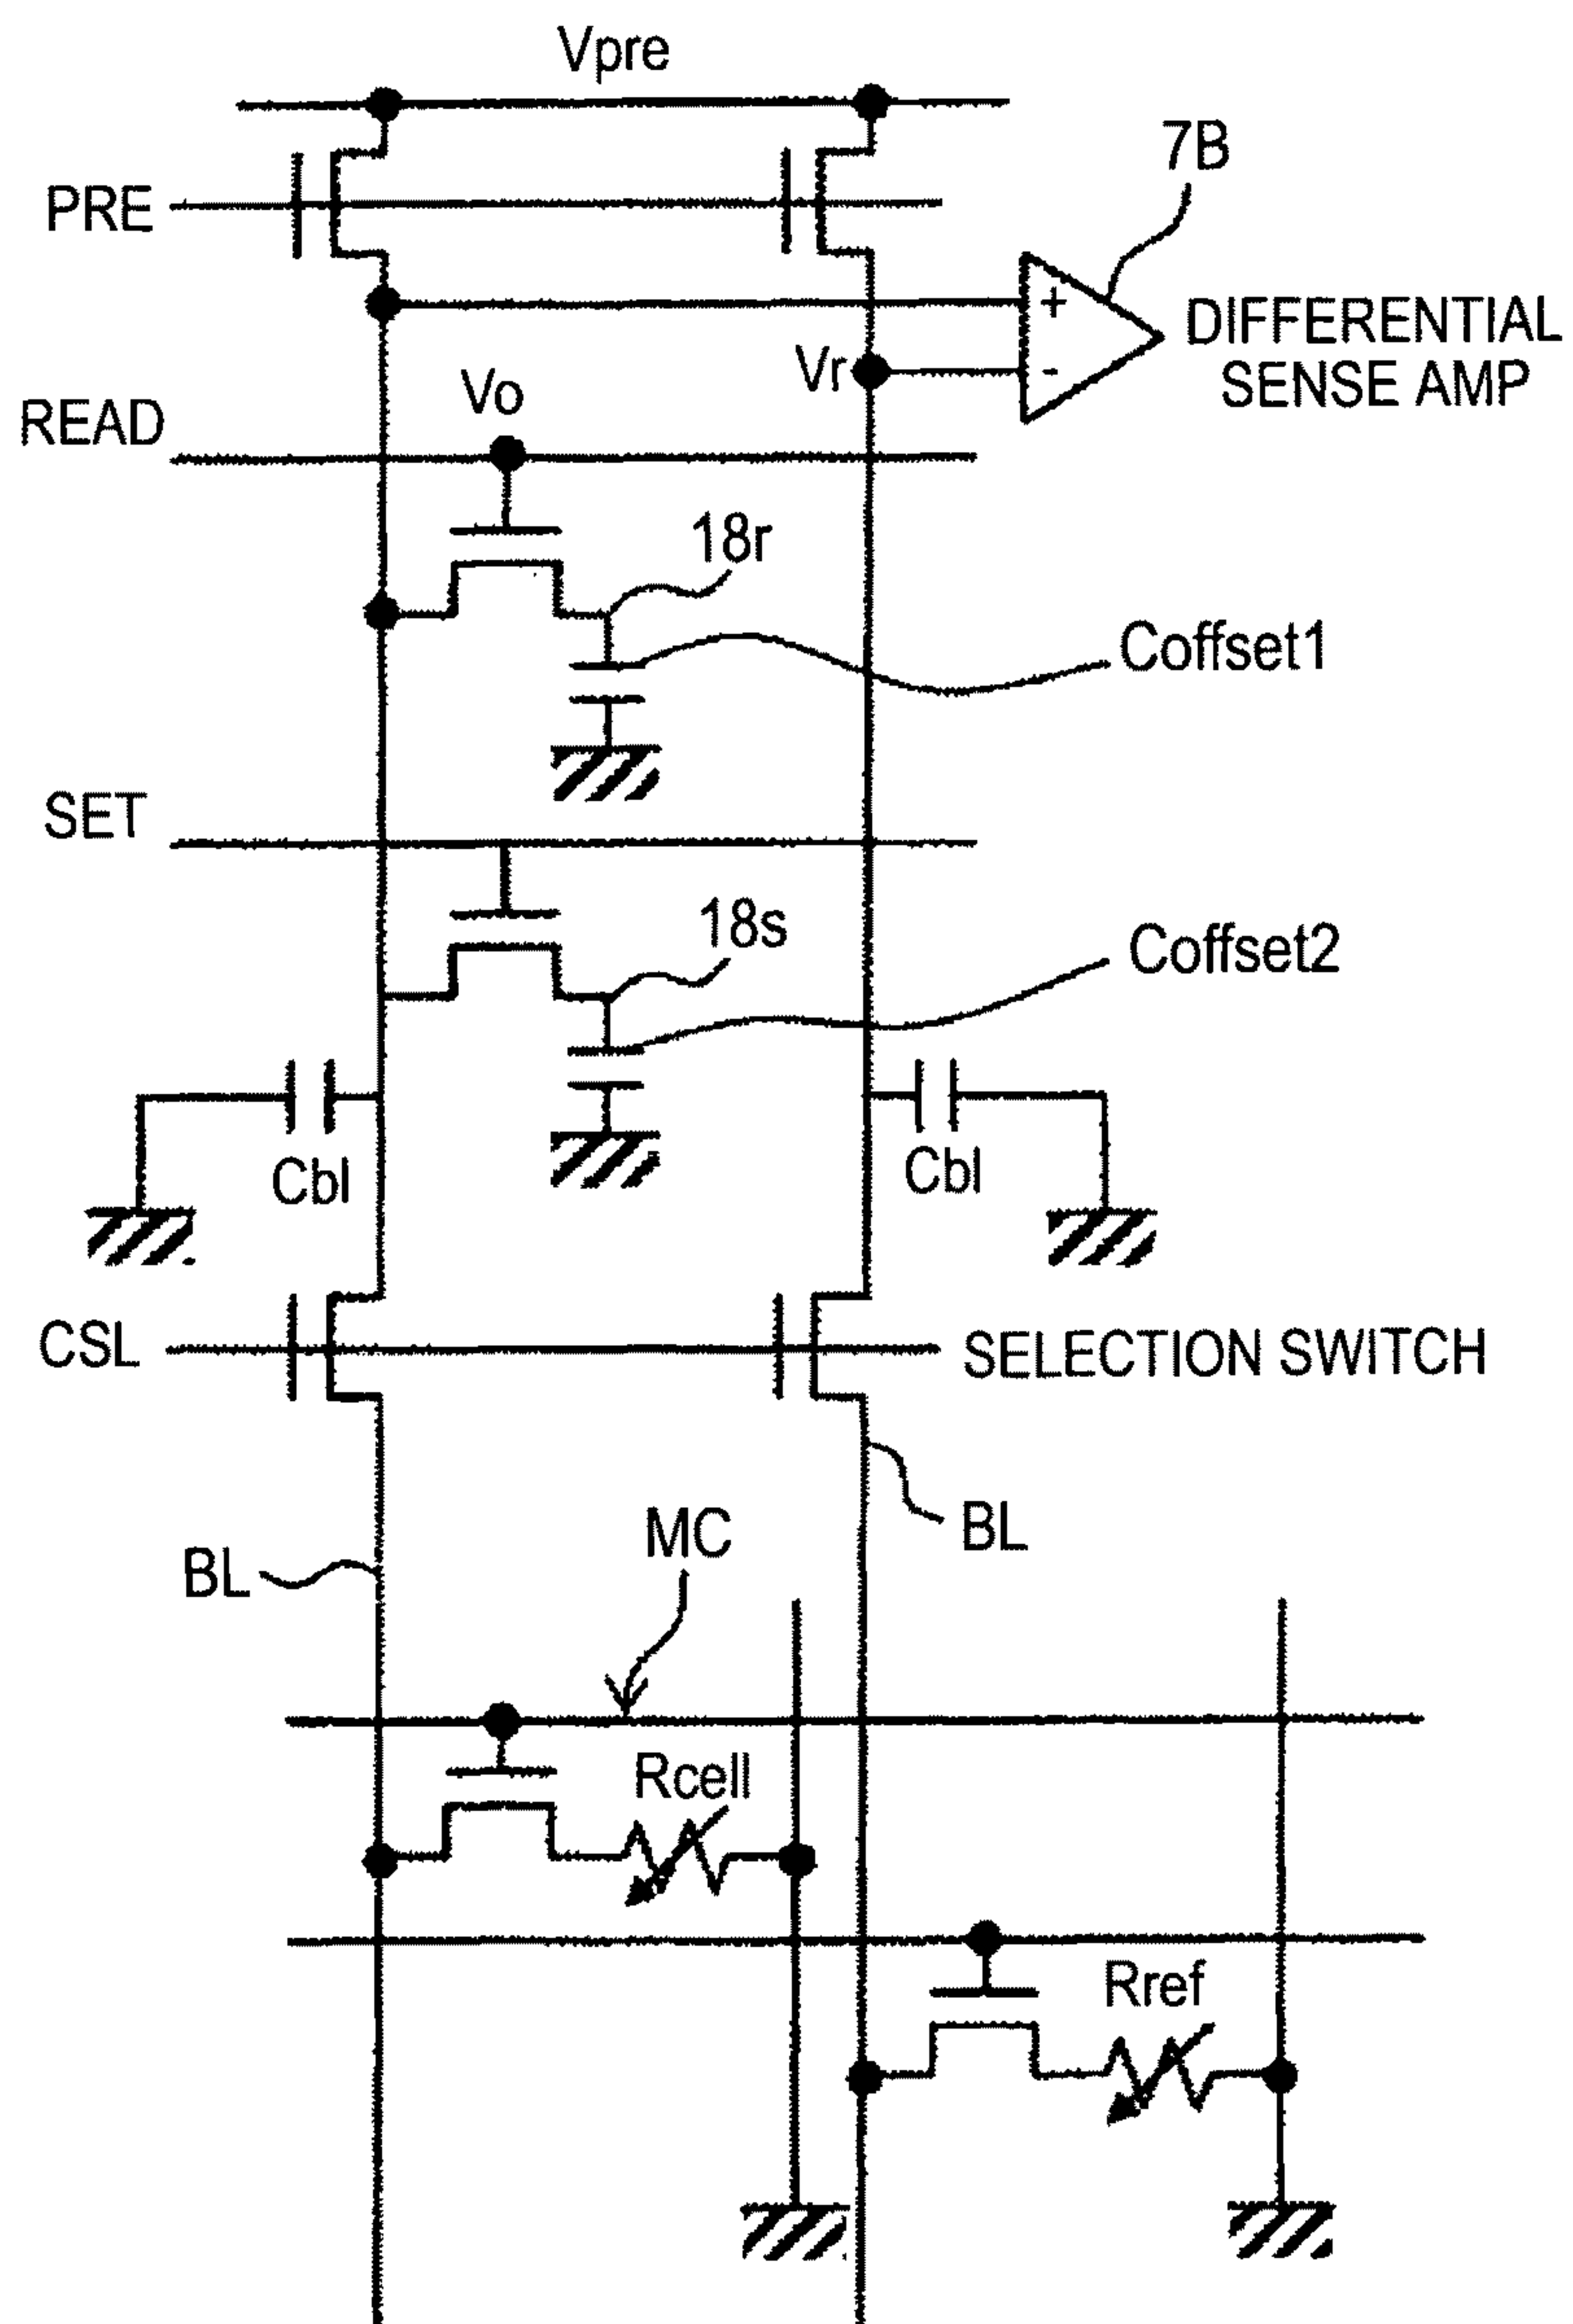 Vpre
7B
PRE
+
DIFFERENTIAL
SENSE AMP
Vr
-
Vo
READ
18r
Coffset1
SET
18s
Coffset2
Cbl
Cbl
CSL
SELECTION SWITCH
BL
MC
BL
Rcell
Rref